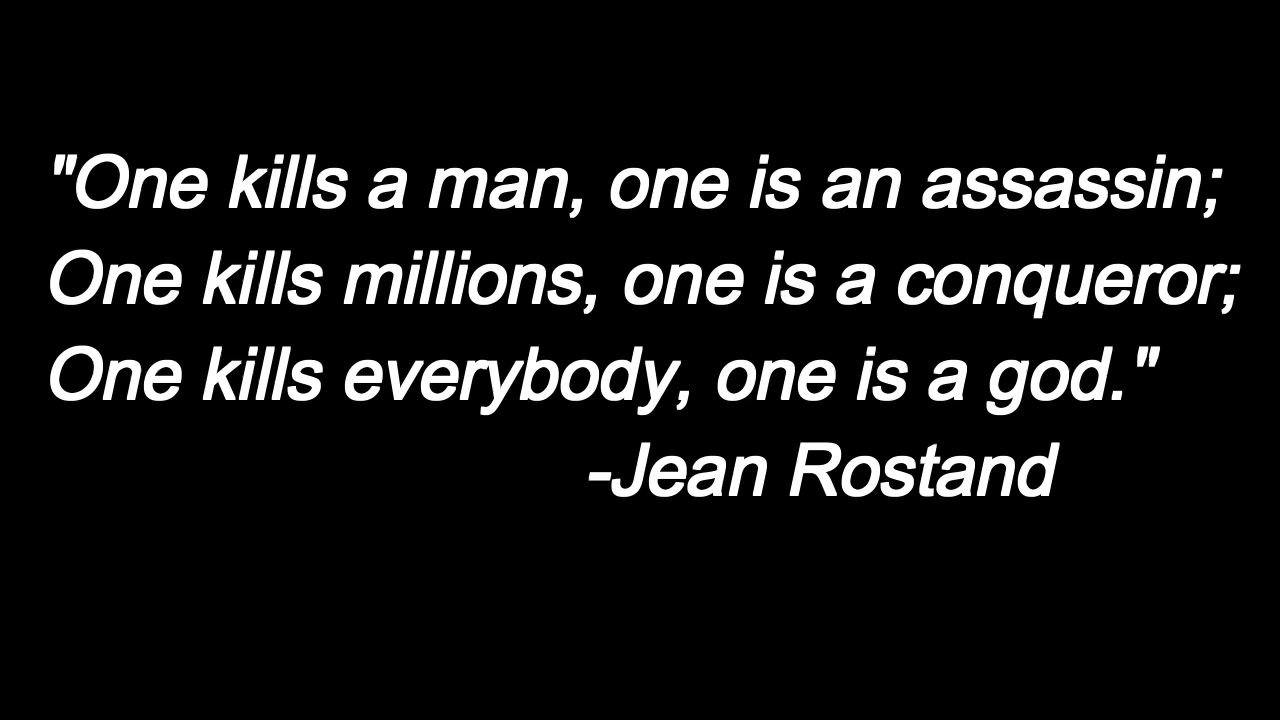 "One kills a man, one is an assassin;
One kills millions, one is a conqueror;
One kills everybody, one is a god."
-Jean Rostand